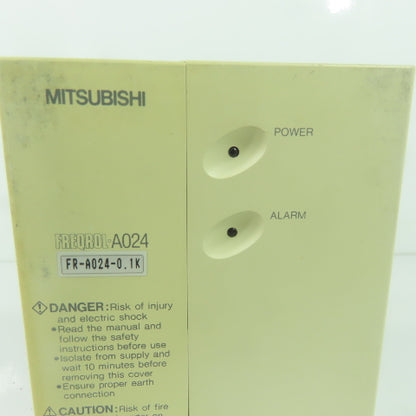 MITSUBISHI
POWER
ALARM
FREQROL-A024
FR-A024-0.1K
DANGER: Risk of injury
and electric shock
•Read the manual and
follow the safety
instructions before use
•Isolate from supply and
wait 10 minutes before
removing this cover
•Ensure proper earth
connection
CAUTION: Risk of fire